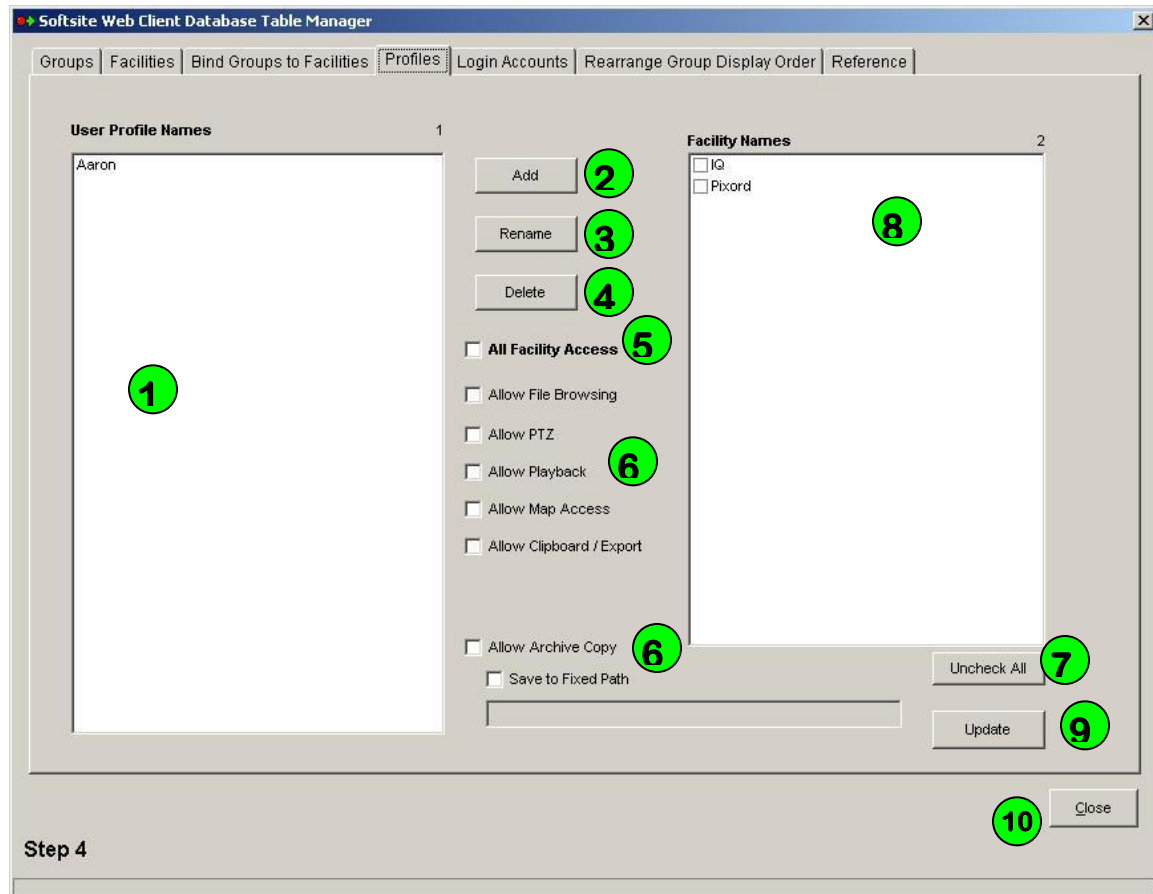 Softsite Web Client Database Table Manager
Groups Facilities Bind Groups to Facilities Profiles Login Accounts Rearrange Group Display Order Reference
User Profile Names 1
Aaron
1
Add 2
Rename 3
Delete 4
All Facility Access 5
Allow File Browsing
Allow PTZ
Allow Playback 6
Allow Map Access
Allow Clipboard / Export
Allow Archive Copy 6
Save to Fixed Path
Facility Names 2
IQ
Pixord
8
Uncheck All 7
Update 9
10 Close
Step 4